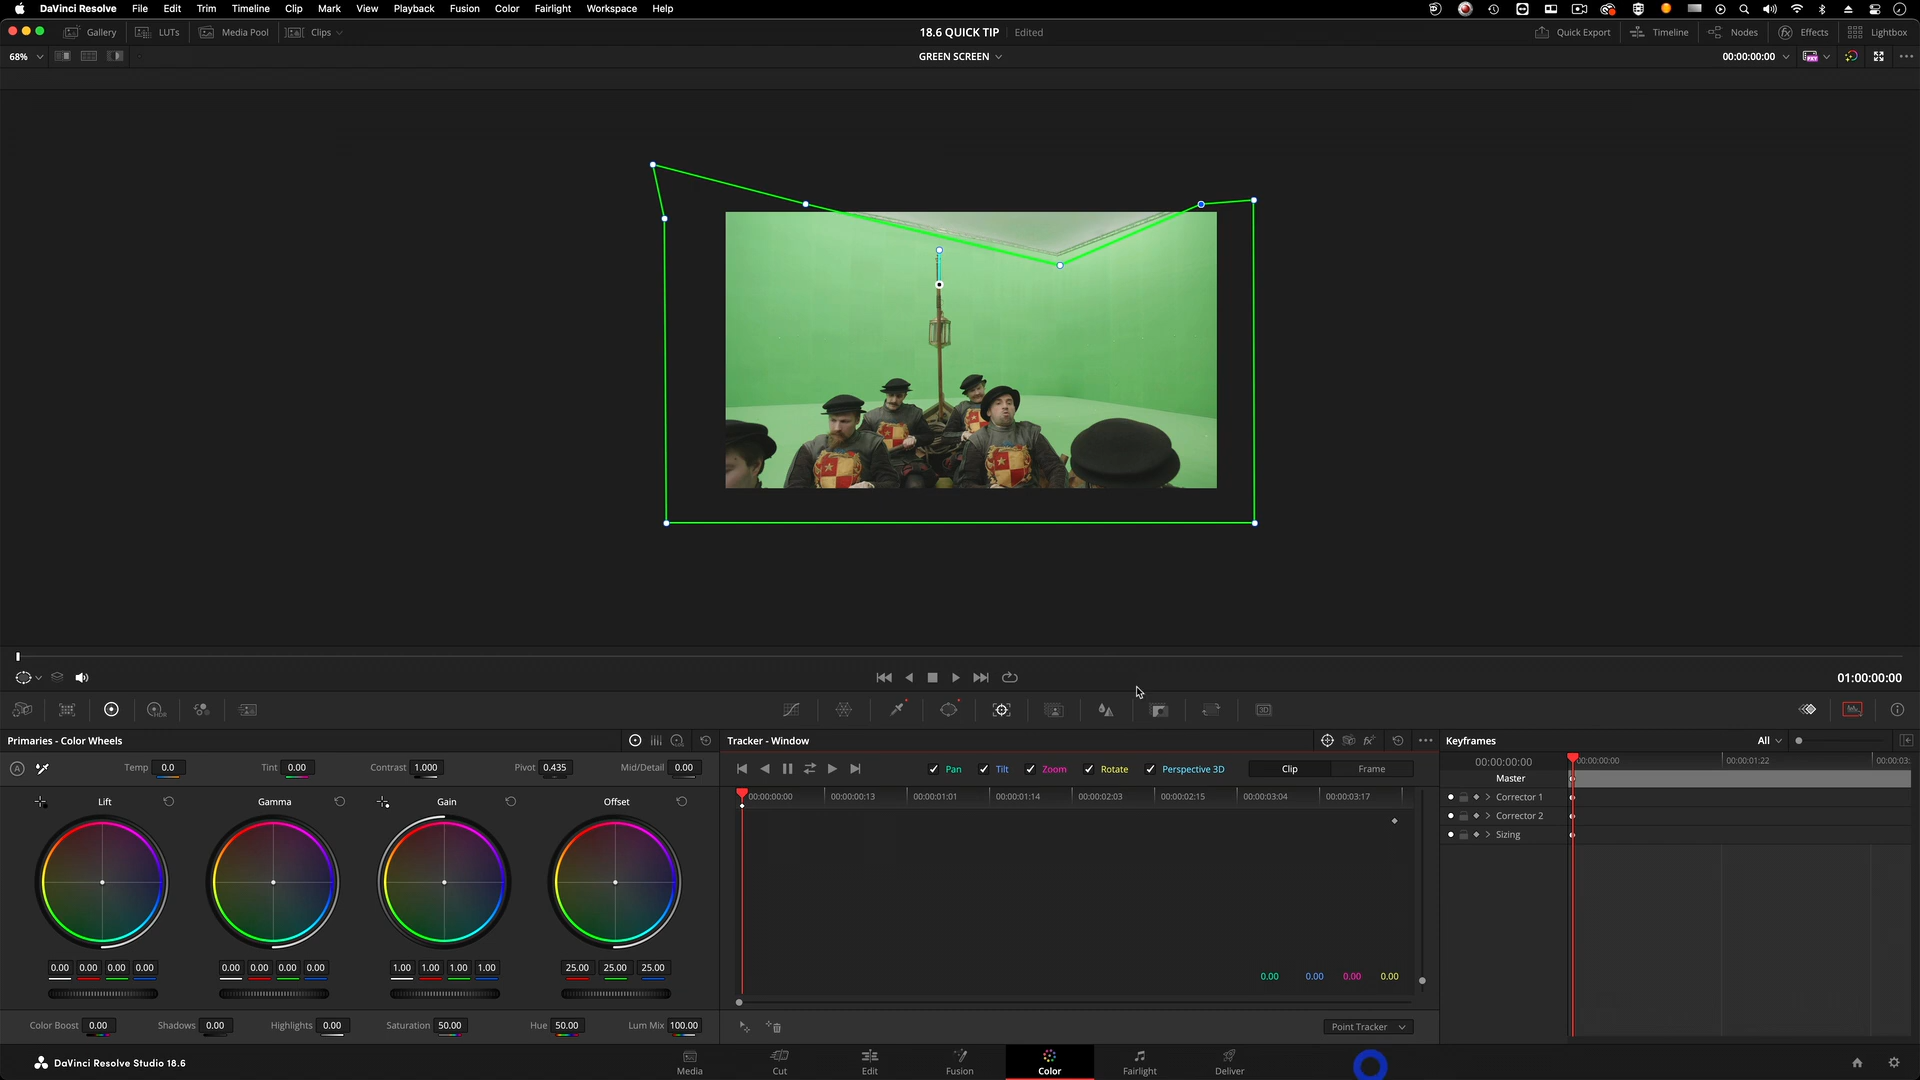 DaVinci Resolve File Edit Trim Timeline Clip Mark View Playback Fusion Color Fairlight Workspace Help
Gallery LUTs Media Pool Clips 18.6 QUICK TIP Edited Quick Export Timeline Nodes Effects Lightbox
68% GREEN SCREEN 00:00:00:00
01:00:00:00
Primaries - Color Wheels Tracker - Window Keyframes All
Temp 0.0 Tint 0.00 Contrast 1.000 Pivot 0.435 Mid/Detail 0.00 Pan Tilt Zoom Rotate Perspective 3D Clip Frame 00:00:00:00 00:00:00:00 00:00:01:22 00:00:03:
Master
Lift Gamma Gain Offset 00:00:00:00 00:00:00:13 00:00:01:01 00:00:01:14 00:00:02:03 00:00:02:15 00:00:03:04 00:00:03:17 Corrector 1
Corrector 2
Sizing
0.00 0.00 0.00 0.00 0.00 0.00 0.00 0.00 1.00 1.00 1.00 1.00 25.00 25.00 25.00 0.00 0.00 0.00 0.00
Color Boost 0.00 Shadows 0.00 Highlights 0.00 Saturation 50.00 Hue 50.00 Lum Mix 100.00 Point Tracker
DaVinci Resolve Studio 18.6 Media Cut Edit Fusion Color Fairlight Deliver